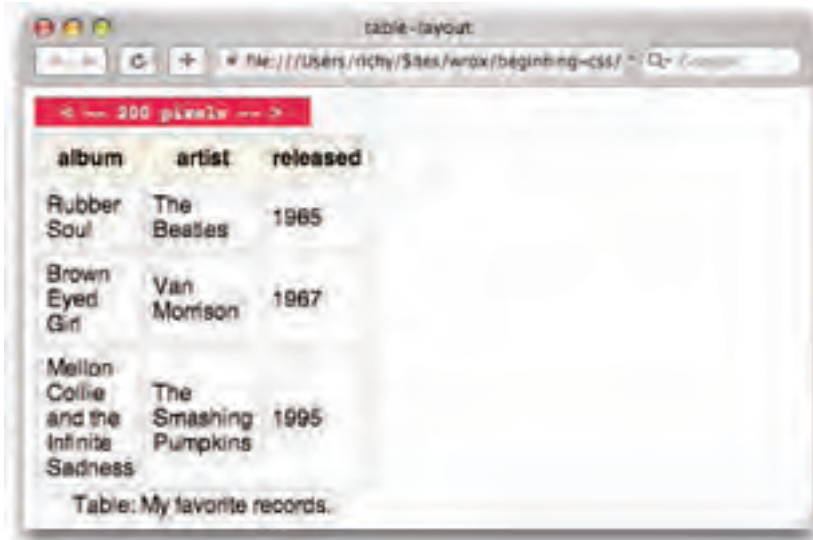 table-layout
file:///Users/richy/Sites/wrox/beginning-css/
< -- 200 pixels -- >
album artist released
Rubber Soul The Beatles 1965
Brown Eyed Girl Van Morrison 1967
Mellon Collie and the Infinite Sadness The Smashing Pumpkins 1995
Table: My favorite records.